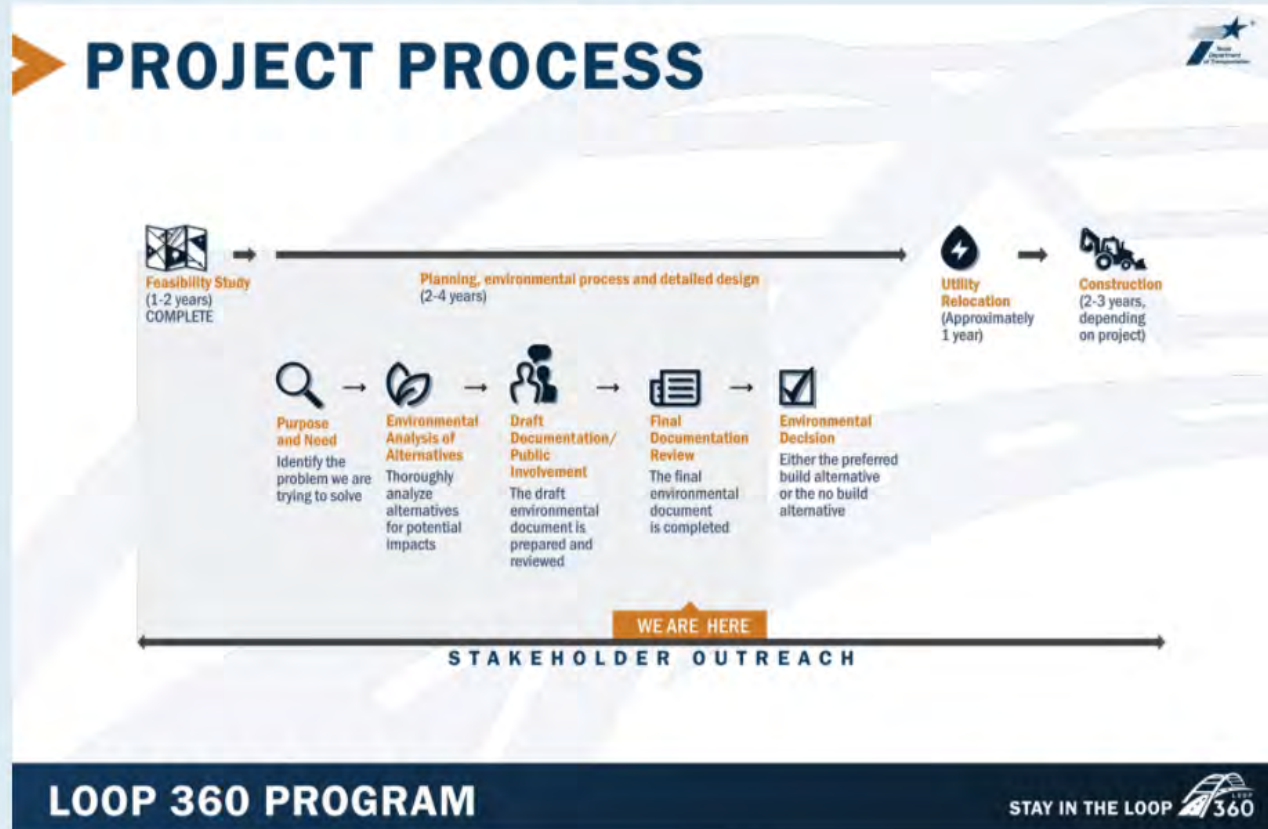 PROJECT PROCESS
Texas
Department
of Transportation
Feasibility Study
(1-2 years)
COMPLETE
Planning, environmental process and detailed design
(2-4 years)
Utility
Relocation
(Approximately
1 year)
Construction
(2-3 years,
depending
on project)
Purpose
and Need
Identify the
problem we are
trying to solve
Environmental
Analysis of
Alternatives
Thoroughly
analyze
alternatives
for potential
impacts
Draft
Documentation/
Public
Involvement
The draft
environmental
document is
prepared and
reviewed
Final
Documentation
Review
The final
environmental
document
is completed
Environmental
Decision
Either the preferred
build alternative
or the no build
alternative
WE ARE HERE
STAKEHOLDER OUTREACH
LOOP 360 PROGRAM
STAY IN THE LOOP
LOOP
360